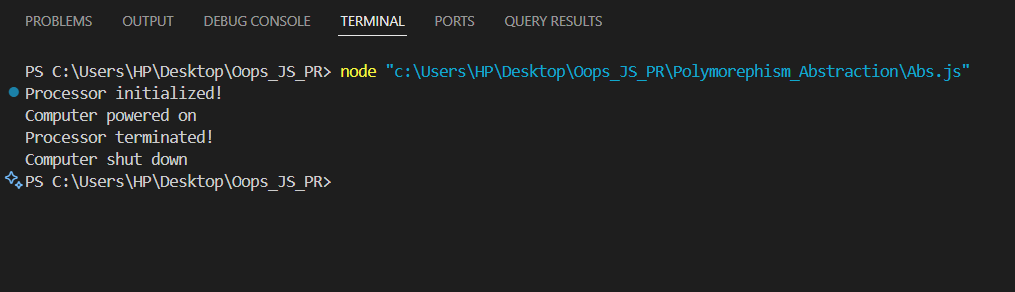 PROBLEMS OUTPUT DEBUG CONSOLE TERMINAL PORTS QUERY RESULTS
PS C:\Users\HP\Desktop\Oops_JS_PR> node "c:\Users\HP\Desktop\Oops_JS_PR\Polymorephism_Abstraction\Abs.js"
Processor initialized!
Computer powered on
Processor terminated!
Computer shut down
PS C:\Users\HP\Desktop\Oops_JS_PR>